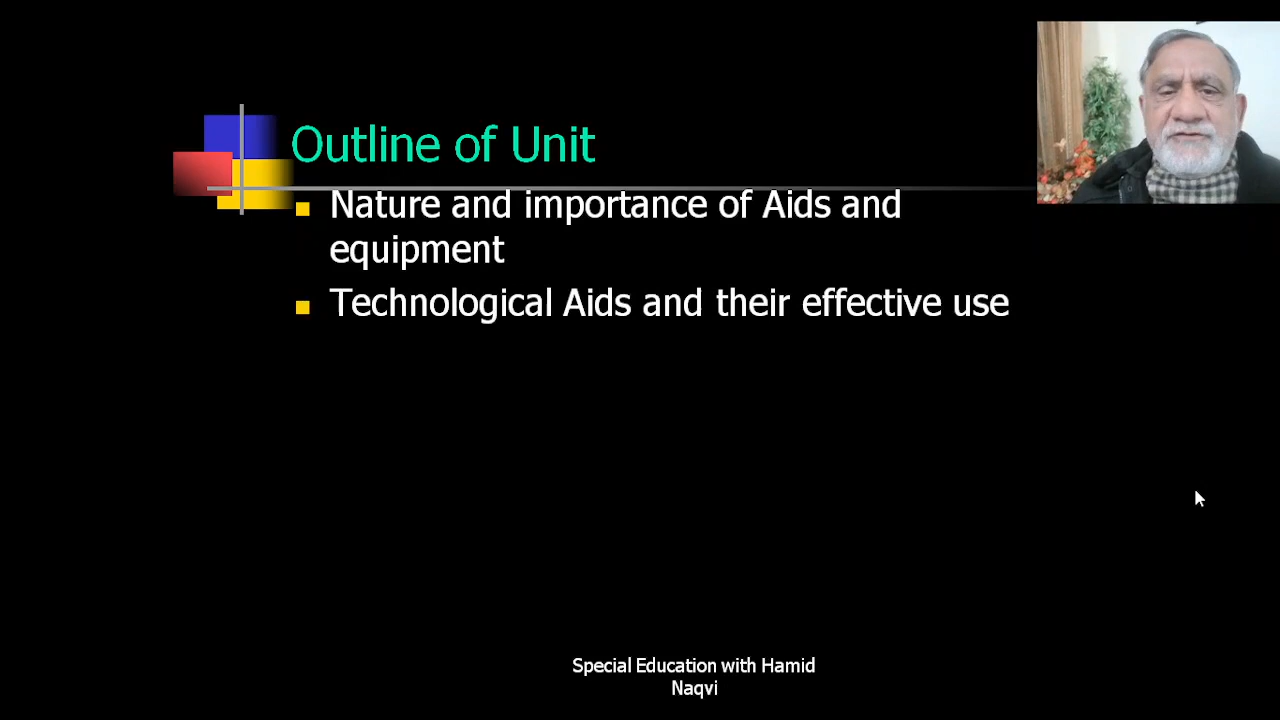 Outline of Unit
Nature and importance of Aids and
equipment
Technological Aids and their effective use
Special Education with Hamid
Naqvi